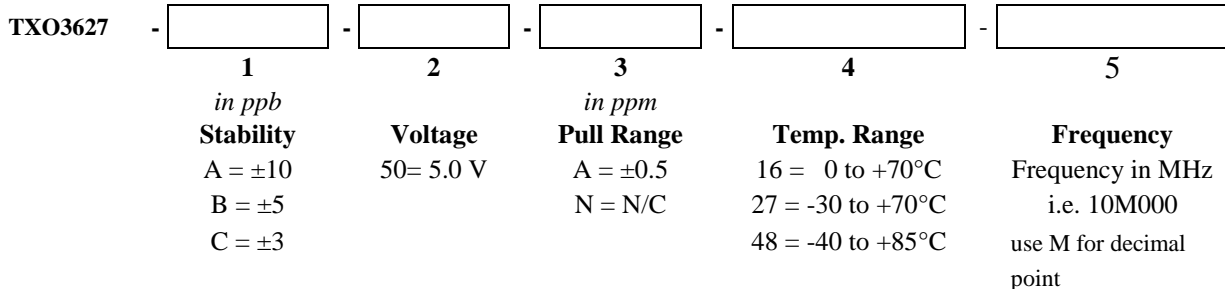 TXO3627 - - - - -
1 2 3 4 5
in ppb in ppm
Stability Voltage Pull Range Temp. Range Frequency
A = ±10 50= 5.0 V A = ±0.5 16 = 0 to +70°C Frequency in MHz
B = ±5 N = N/C 27 = -30 to +70°C i.e. 10M000
C = ±3 48 = -40 to +85°C use M for decimal
point